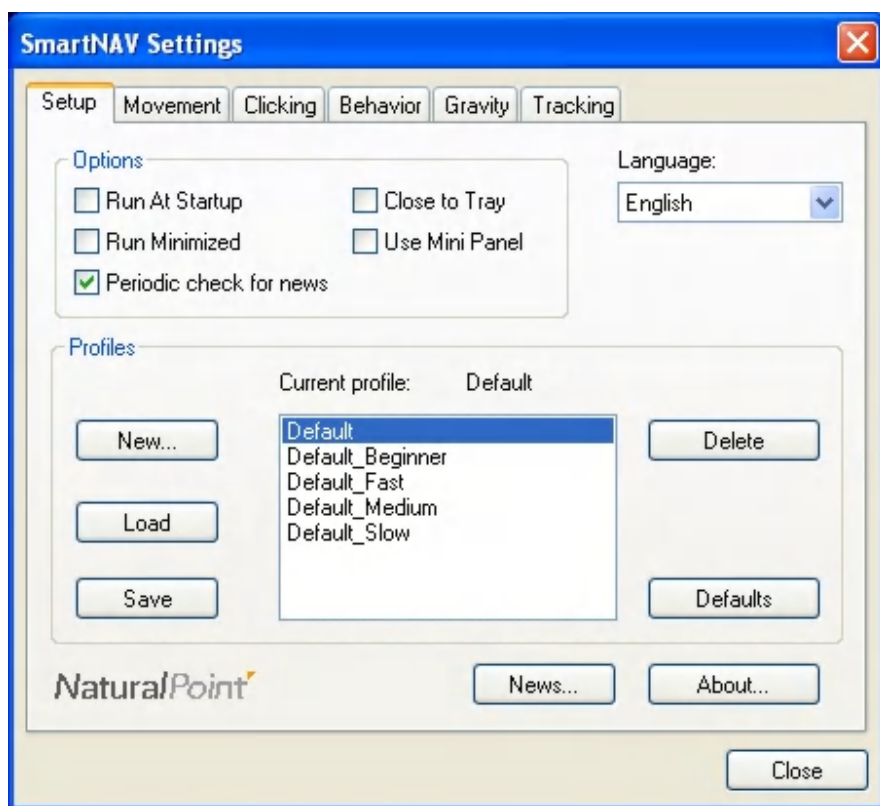 SmartNAV Settings
Setup Movement Clicking Behavior Gravity Tracking
Options
Language:
Run At Startup Close to Tray
English
Run Minimized Use Mini Panel
Periodic check for news
Profiles
Current profile: Default
New...
Default
Delete
Default_Beginner
Default_Fast
Default_Medium
Load
Default_Slow
Save
Defaults
NaturalPoint
News...
About...
Close